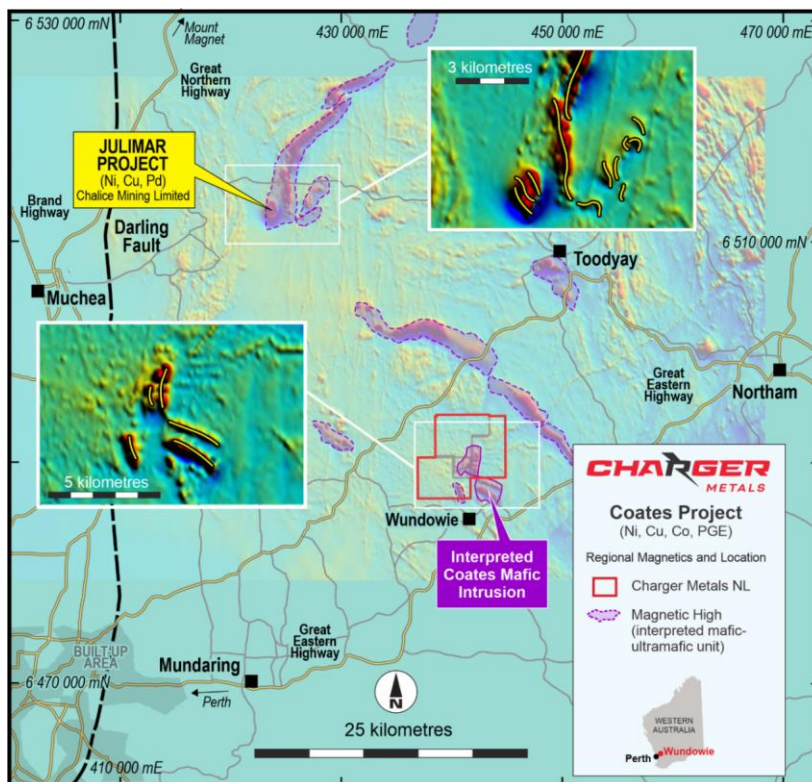 6 530 000 mN
430 000 mE
450 000 mE
470 000 mE
Mount
Magnet
Great
Northern
Highway
3 kilometres
JULIMAR
PROJECT
(Ni, Cu, Pd)
Chalice Mining Limited
Brand
Highway
Darling
Fault
6 510 000 mN
Toodyay
Muchea
Great
Eastern
Highway
Northam
5 kilometres
Wundowie
Interpreted
Coates Mafic
Intrusion
CHARGER
METALS
Coates Project
(Ni, Cu, Co, PGE)
Regional Magnetics and Location
Charger Metals NL
Magnetic High
(interpreted mafic-
ultramafic unit)
WESTERN
AUSTRALIA
Perth
Wundowie
BUILT UP
AREA
Mundaring
Great
Eastern
Highway
6 470 000 mN
Perth
N
25 kilometres
410 000 mE